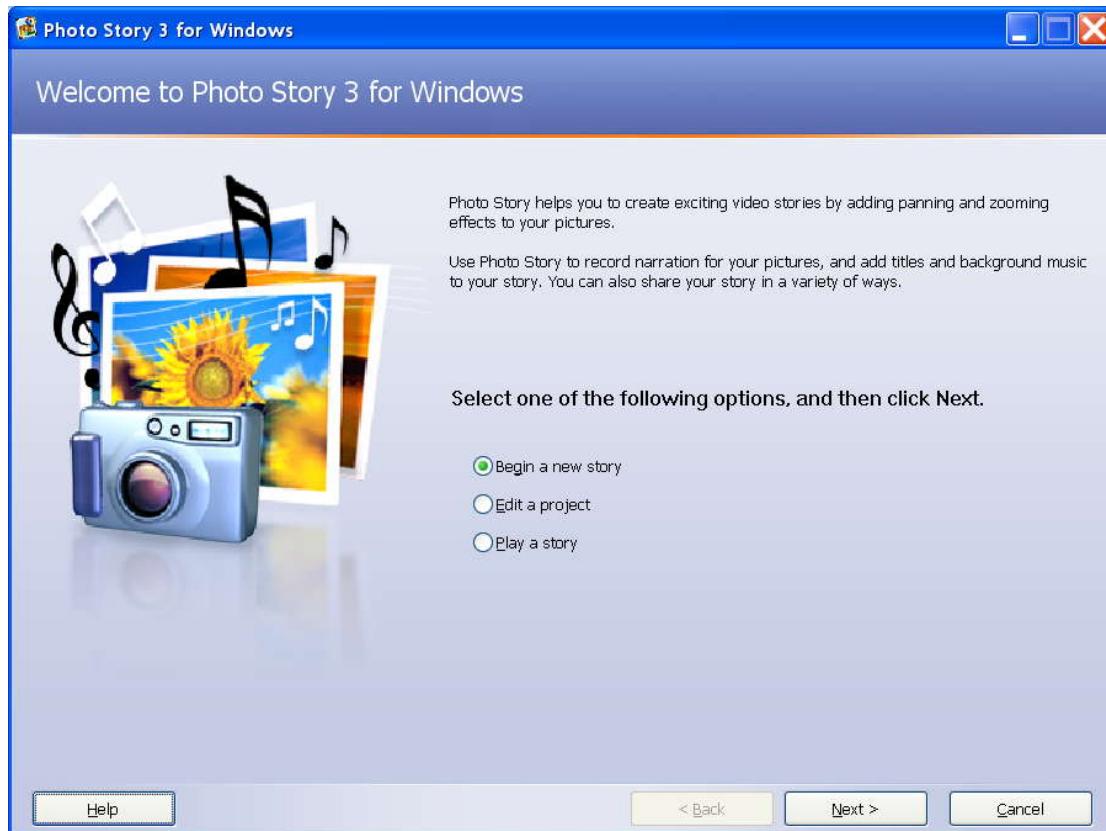 Photo Story 3 for Windows
Welcome to Photo Story 3 for Windows
Photo Story helps you to create exciting video stories by adding panning and zooming
effects to your pictures.
Use Photo Story to record narration for your pictures, and add titles and background music
to your story. You can also share your story in a variety of ways.
Select one of the following options, and then click Next.
Begin a new story
Edit a project
Play a story
Help
< Back
Next >
Cancel